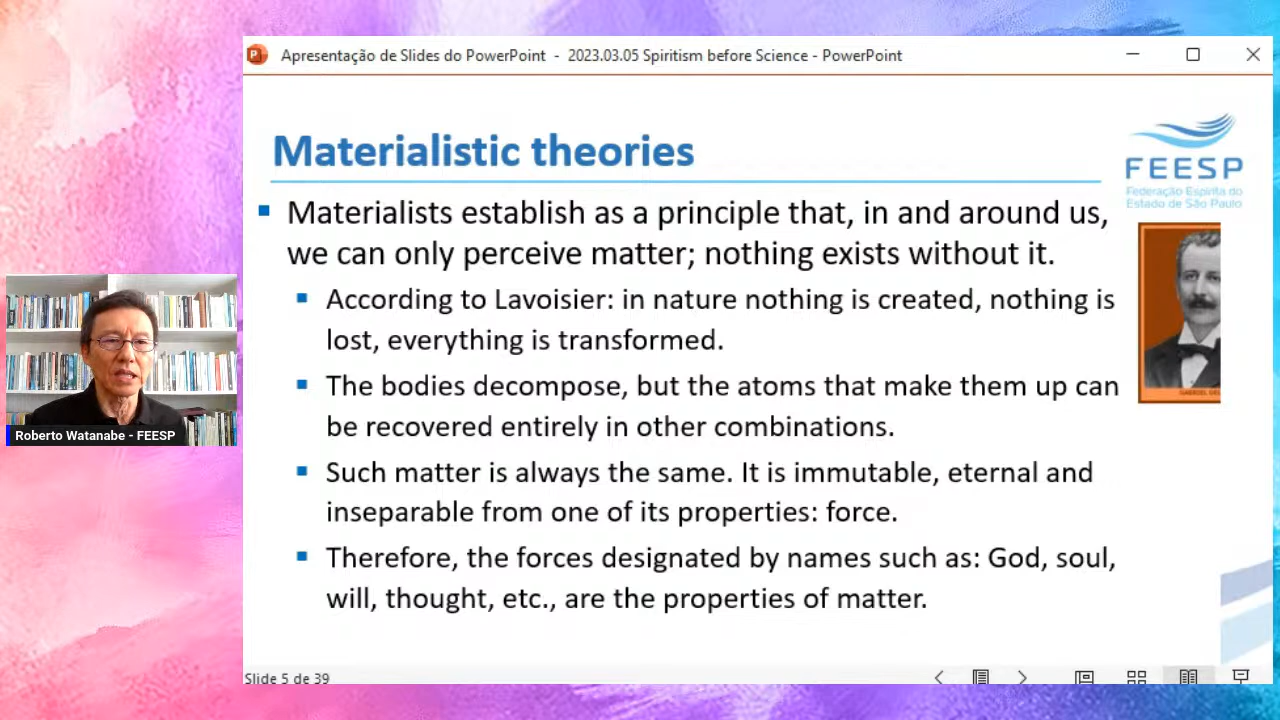 Apresentação de Slides do PowerPoint - 2023.03.05 Spiritism before Science - PowerPoint
Materialistic theories
FEESP
Federação Espírita do
Estado de São Paulo
Materialists establish as a principle that, in and around us,
we can only perceive matter; nothing exists without it.
According to Lavoisier: in nature nothing is created, nothing is
lost, everything is transformed.
The bodies decompose, but the atoms that make them up can
be recovered entirely in other combinations.
Such matter is always the same. It is immutable, eternal and
inseparable from one of its properties: force.
Therefore, the forces designated by names such as: God, soul,
will, thought, etc., are the properties of matter.
Roberto Watanabe - FEESP
Slide 5 de 39